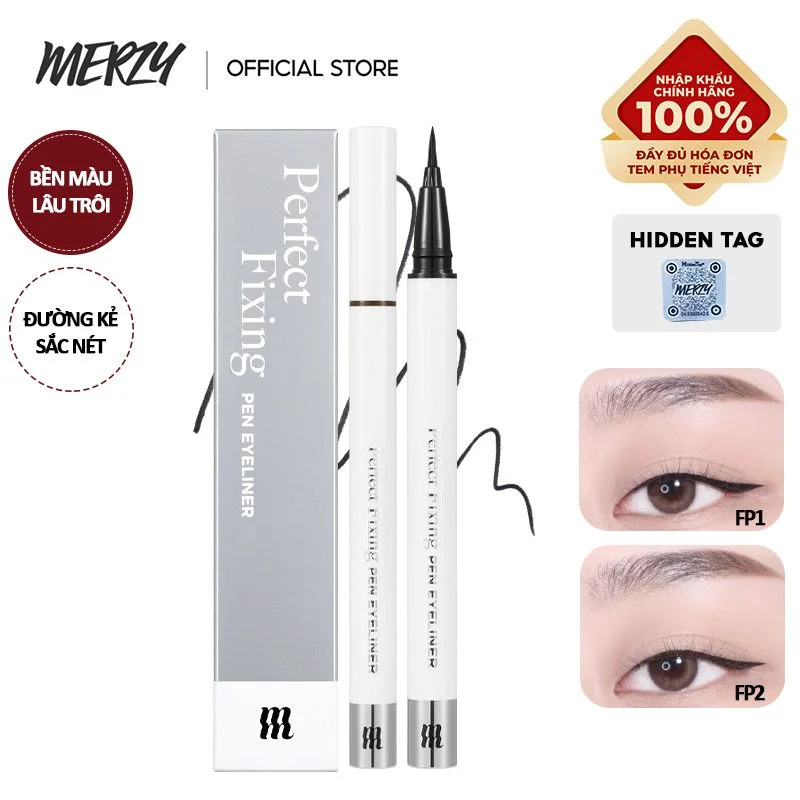 MERZY
OFFICIAL STORE
BỀN MÀU
LÂU TRÔI
ĐƯỜNG KẺ
SẮC NÉT
Perfect
Fixing
PEN EYELINER
Perfect Fixing PEN EYELINER
Perfect Fixing PEN EYELINER
NHẬP KHẨU
CHÍNH HÃNG
100%
ĐẦY ĐỦ HÓA ĐƠN
TEM PHỤ TIẾNG VIỆT
HIDDEN TAG
HiddenTag
MERZY
FP1
FP2